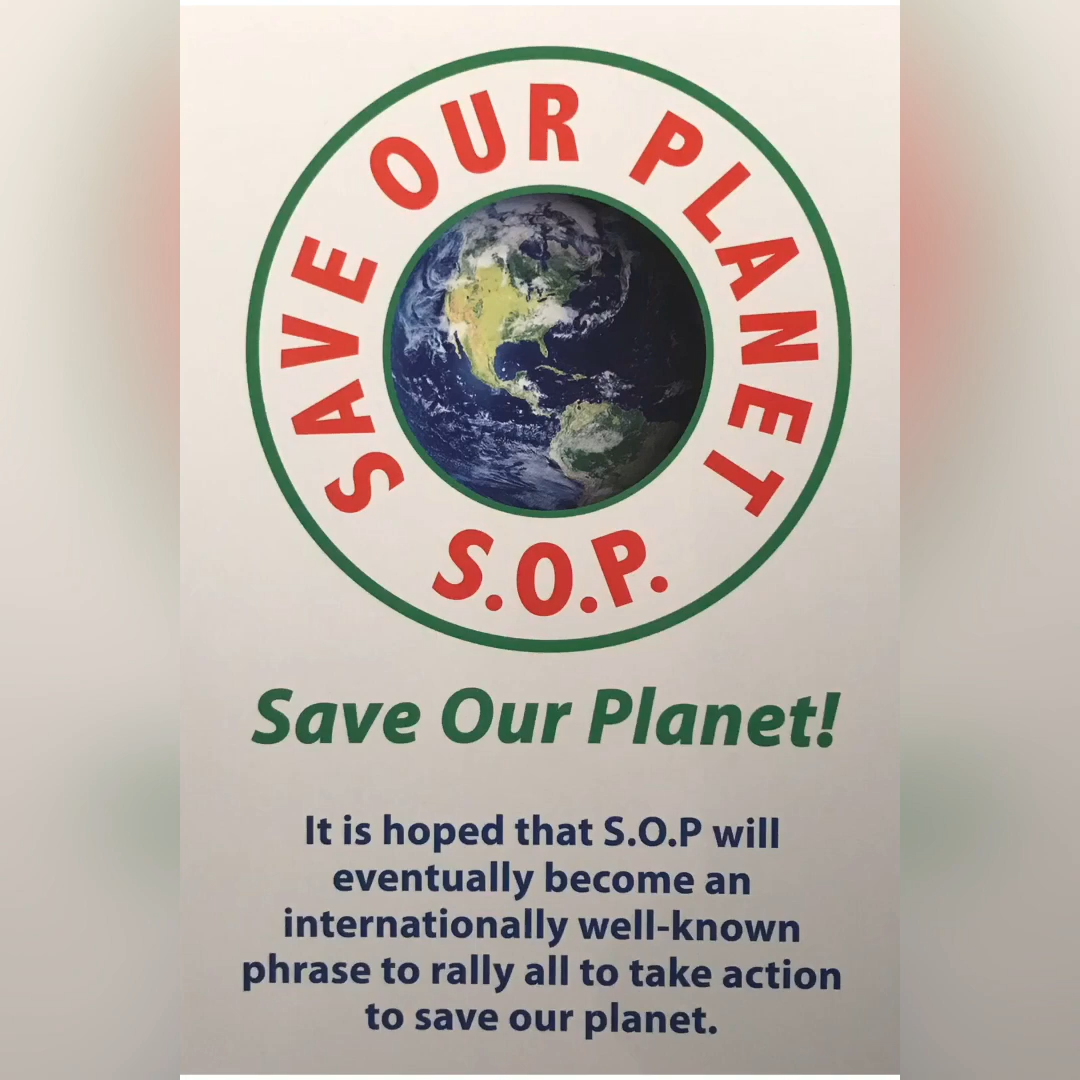 SAVE OUR PLANET
S.O.P.
Save Our Planet!
It is hoped that S.O.P will
eventually become an
internationally well-known
phrase to rally all to take action
to save our planet.